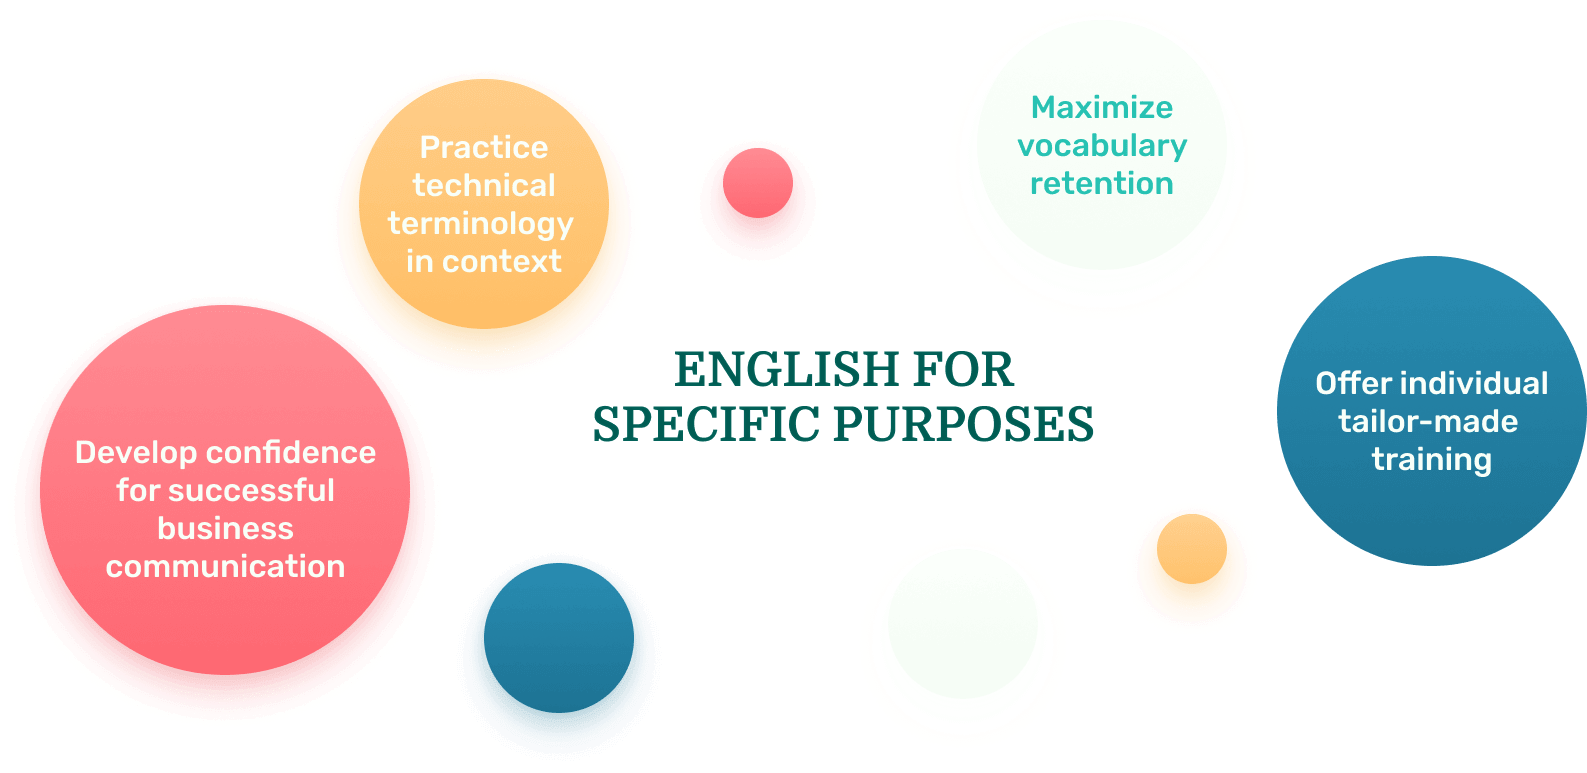 Practice
technical
terminology
in context
Maximize
vocabulary
retention
ENGLISH FOR
SPECIFIC PURPOSES
Offer individual
tailor-made
training
Develop confidence
for successful
business
communication